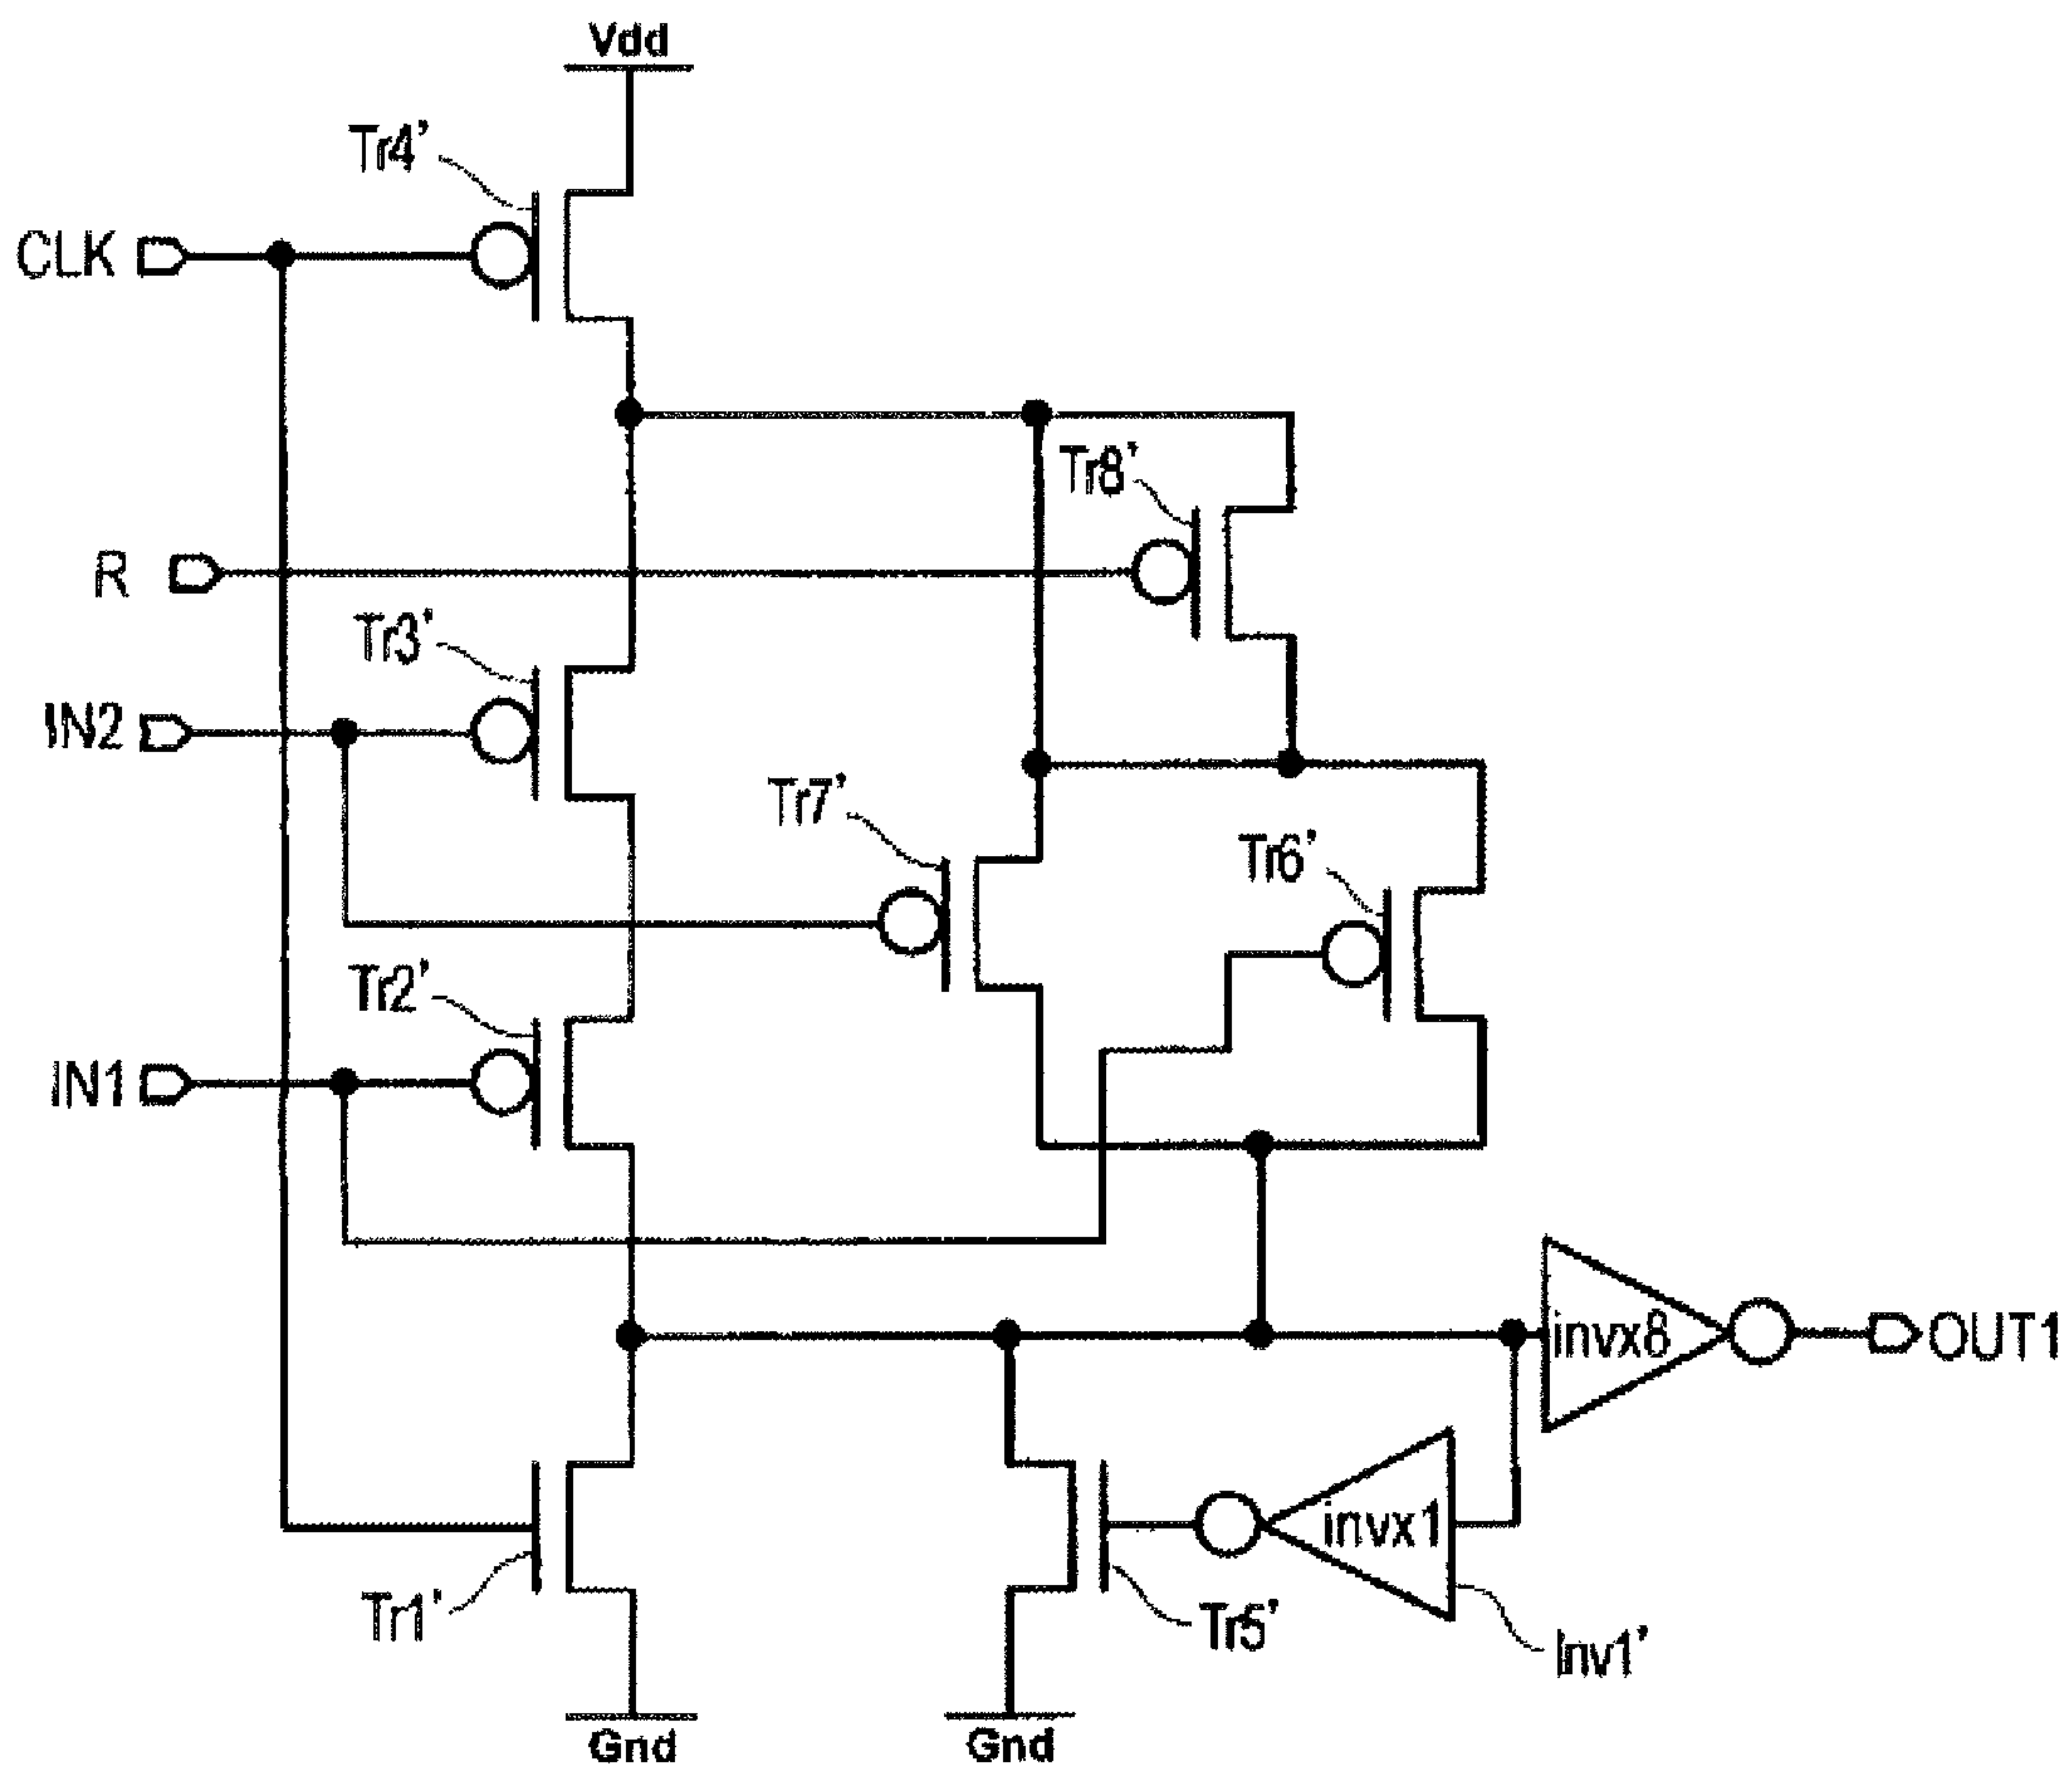 Vdd
Tr4'
CLK
Tr8'
R
Tr3'
IN2
Tr7'
Tr6'
Tr2'
IN1
invx8
OUT1
invx1
Tr1'
Tr5'
Inv1'
Gnd
Gnd